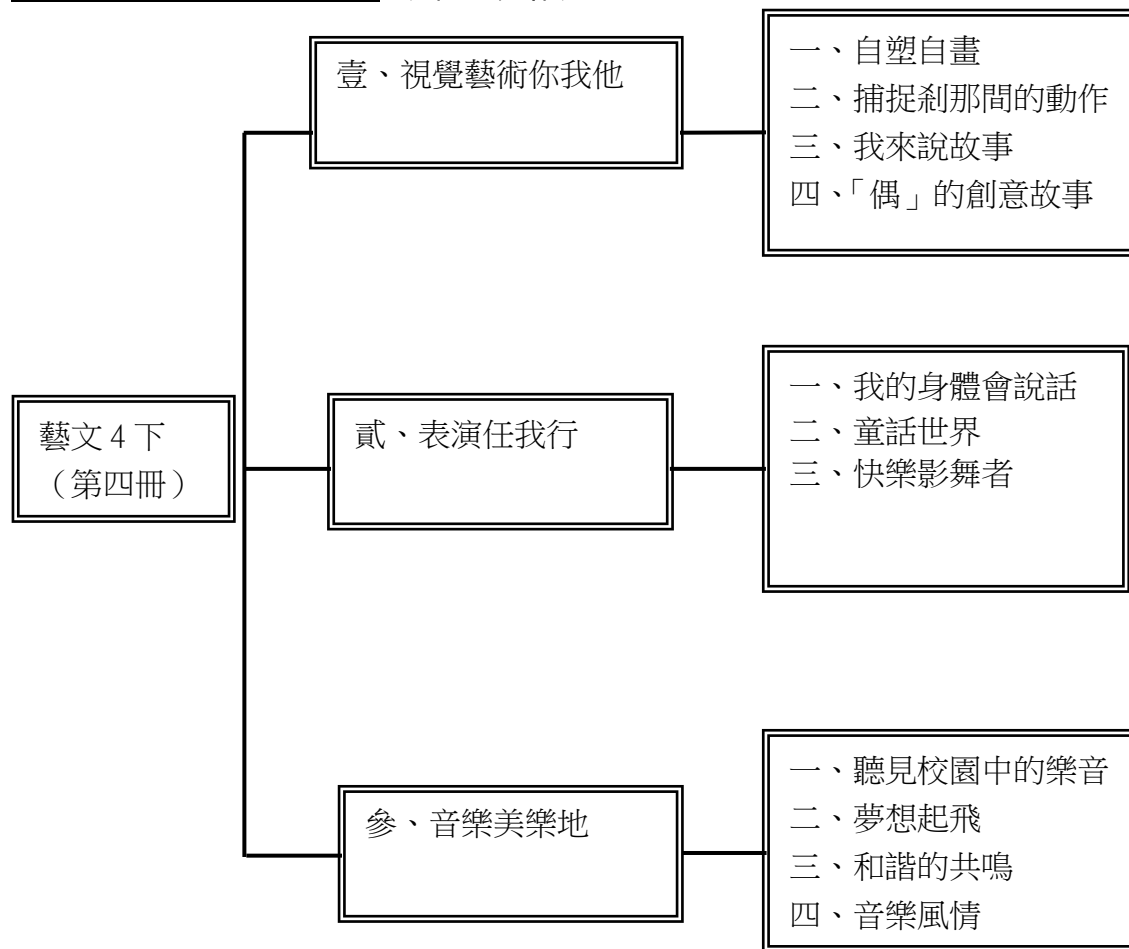 壹、視覺藝術你我他
一、自塑自畫
二、捕捉剎那間的動作
三、我來說故事
四、「偶」的創意故事
藝文 4 下
（第四冊）
貳、表演任我行
一、我的身體會說話
二、童話世界
三、快樂影舞者
參、音樂美樂地
一、聽見校園中的樂音
二、夢想起飛
三、和諧的共鳴
四、音樂風情